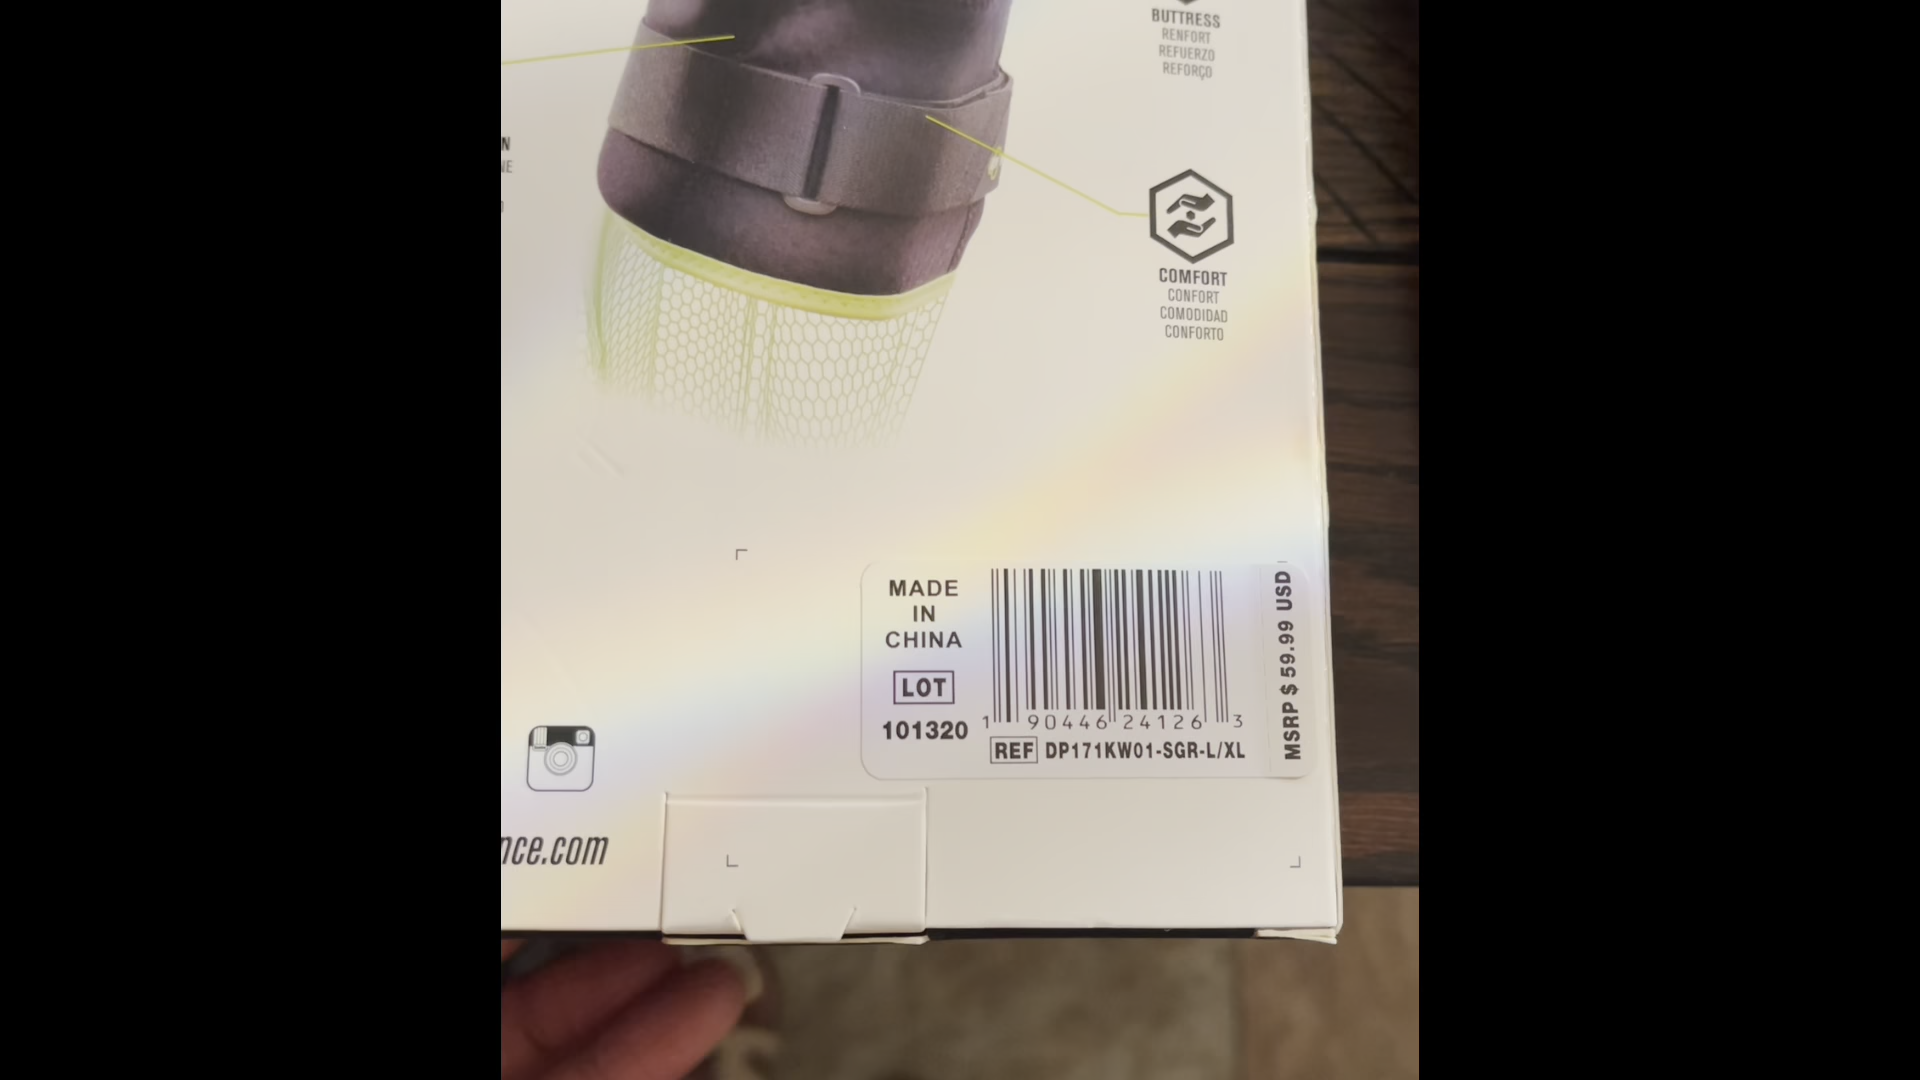 BUTTRESS
RENFORT
REFUERZO
REFORÇO
COMFORT
CONFORT
COMODIDAD
CONFORTO
MADE
IN
CHINA
LOT
101320
1 90446 24126 3
REF DP171KW01-SGR-L/XL
MSRP $ 59.99 USD
nce.com